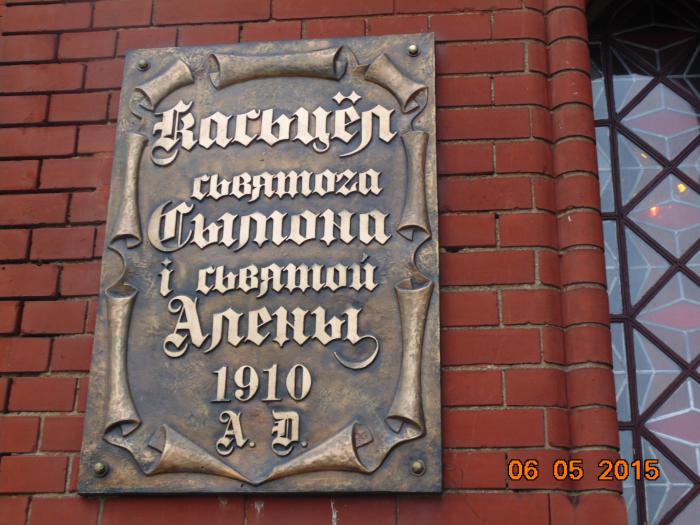 Касьцёл
сьвятога
Сымона
і сьвятой
Алены
1910
A. D.
06 05 2015